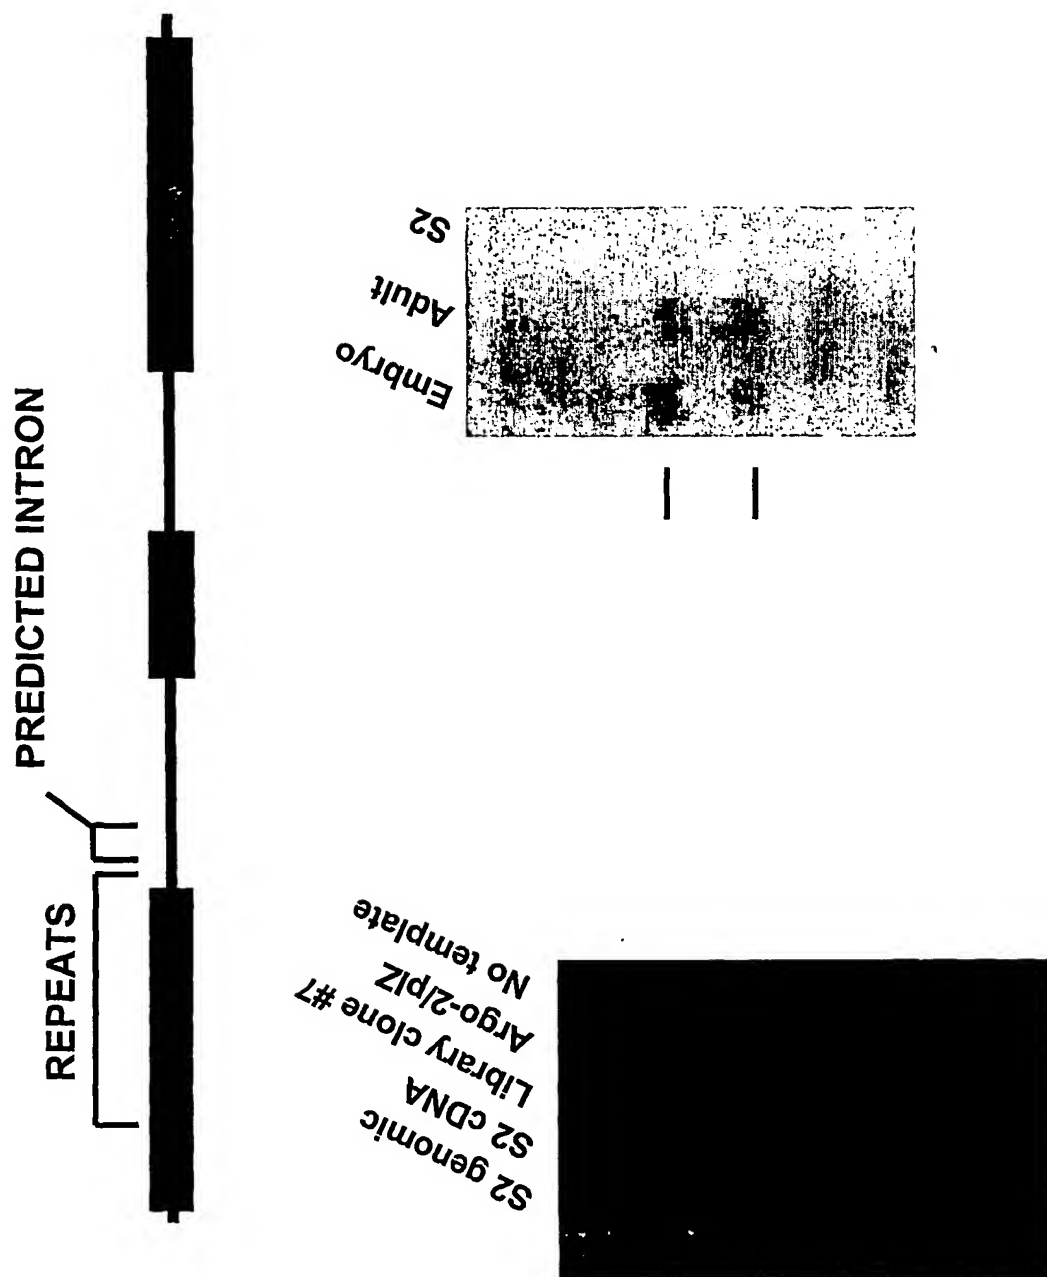 REPEATS
PREDICTED INTRON
S2 genomic
S2 cDNA
Library clone #7
Argo-2/pIZ
No template
Embryo
Adult
S2